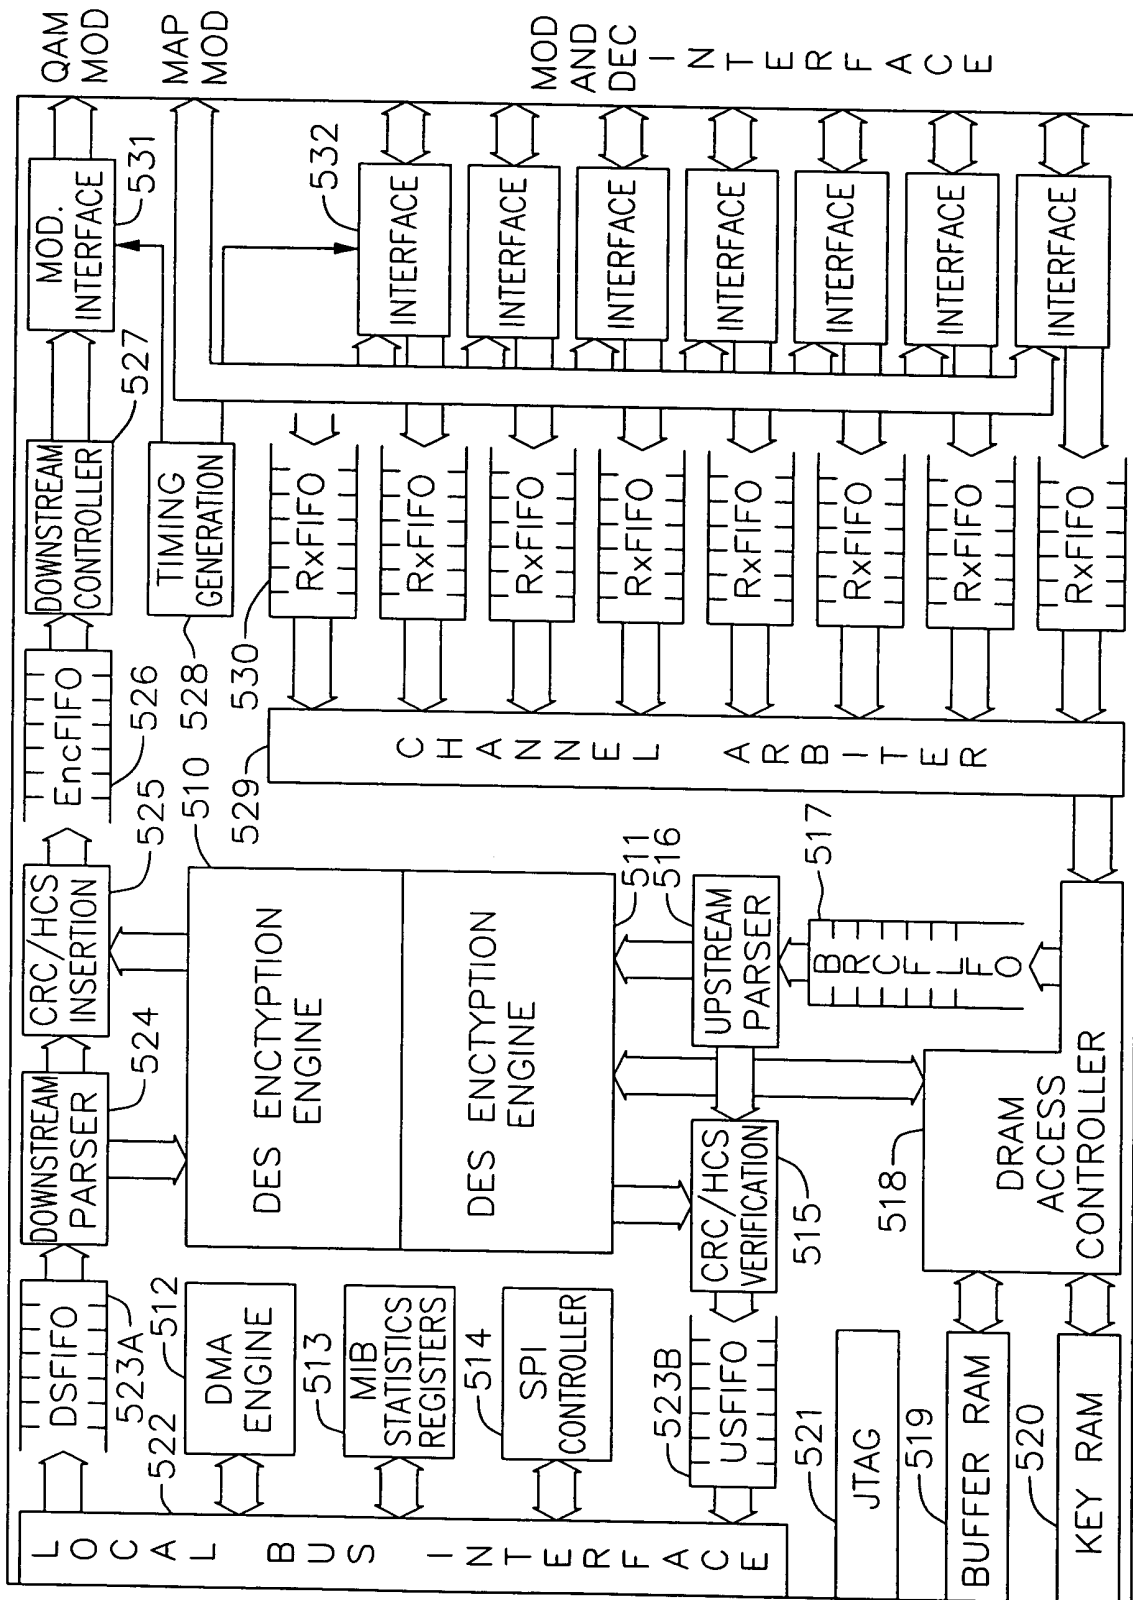 QAM
MOD
MAP
MOD
MOD
AND
DEC
INTERFACE
MOD.
INTERFACE
531
532
INTERFACE
INTERFACE
INTERFACE
INTERFACE
INTERFACE
INTERFACE
INTERFACE
DOWNSTREAM
CONTROLLER
527
TIMING
GENERATION
528
RxFIFO
RxFIFO
RxFIFO
RxFIFO
RxFIFO
RxFIFO
RxFIFO
RxFIFO
530
EncFIFO
526
529
CHANNEL ARBITER
CRC/HCS
INSERTION
525
510
DES ENCTYPTION
ENGINE
DES ENCTYPTION
ENGINE
511
516
UPSTREAM
PARSER
517
BRCFLFO
DOWNSTREAM
PARSER
524
CRC/HCS
VERIFICATION
515
518
DRAM
ACCESS
CONTROLLER
DSFIFO
523A
512
DMA
ENGINE
513
MIB
STATISTICS
REGISTERS
514
SPI
CONTROLLER
523B
USFIFO
522
LOCAL BUS INTERFACE
521
JTAG
519
BUFFER RAM
520
KEY RAM